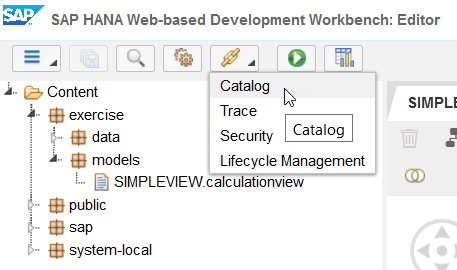 SAP SAP HANA Web-based Development Workbench: Editor
Catalog
Trace
Security
Lifecycle Management
Catalog
Content
exercise
data
models
SIMPLEVIEW.calculationview
public
sap
system-local
SIMPLE